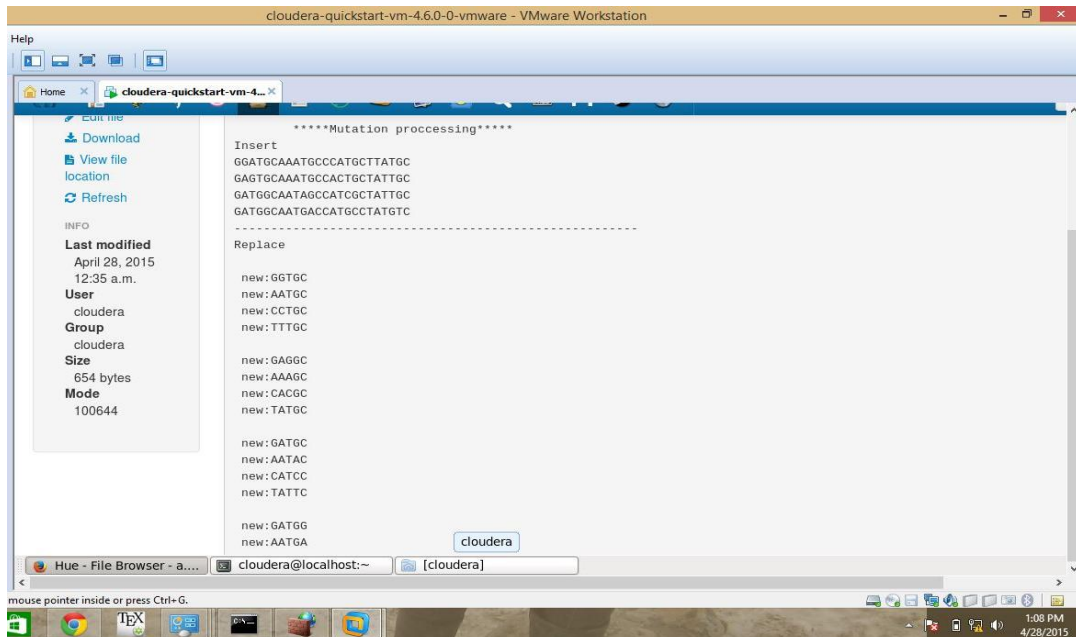 cloudera-quickstart-vm-4.6.0-0-vmware - VMware Workstation
Help
Home
cloudera-quickstart-vm-4...
Edit file
Download
View file
location
Refresh
INFO
Last modified
April 28, 2015
12:35 a.m.
User
cloudera
Group
cloudera
Size
654 bytes
Mode
100644
*****Mutation proccessing*****
Insert
GGATGCAAATGCCCATGCTTATGC
GAGTGCAAATGCCACTGCTATTGC
GATGGCAATAGCCATCGCTATTGC
GATGGCAATGACCATGCCTATGTC
-------------------------------------------------------
Replace
new:GGTGC
new:AATGC
new:CCTGC
new:TTTGC
new:GAGGC
new:AAAGC
new:CACGC
new:TATGC
new:GATGC
new:AATAC
new:CATCC
new:TATTC
new:GATGG
new:AATGA
cloudera
Hue - File Browser - a....
cloudera@localhost:~
[cloudera]
mouse pointer inside or press Ctrl+G.
TEX
1:08 PM
4/28/2015